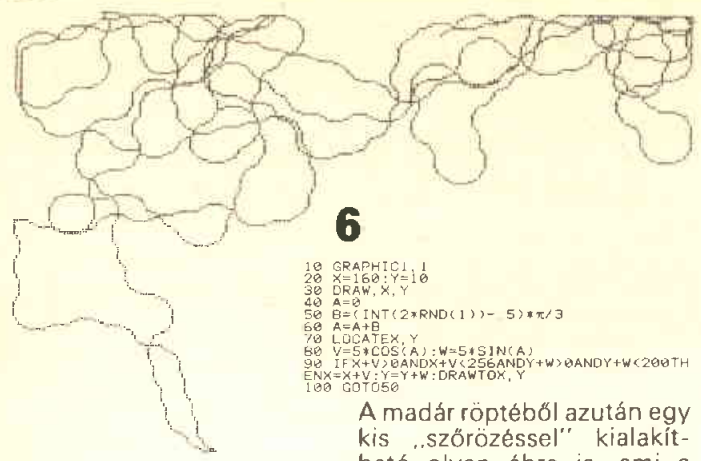 6
10 GRAPHIC1,1
20 X=160:Y=10
30 DRAW,X,Y
40 A=0
50 B=(INT(2*RND(1))-.5)*π/3
60 A=A+B
70 LOCATEX,Y
80 V=5*COS(A):W=5*SIN(A)
90 IFX+V>0ANDX+V<256ANDY+W>0ANDY+W<200TH
ENX=X+V:Y=Y+W:DRAWTOX,Y
100 GOTO50
A madár röptéből azután egy
kis „szőrözéssel" kialakít-